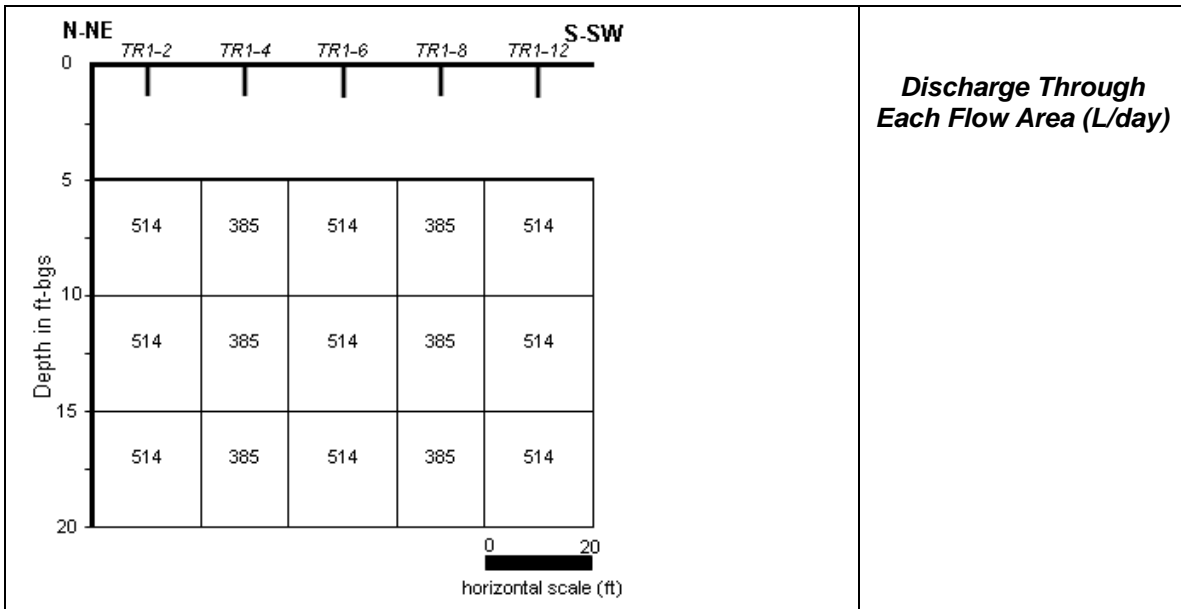 N-NE
S-SW
TR1-2 TR1-4 TR1-6 TR1-8 TR1-12
Discharge Through
Each Flow Area (L/day)
0
5
514 385 514 385 514
10
514 385 514 385 514
Depth in ft-bgs
15
514 385 514 385 514
20
0 20
horizontal scale (ft)